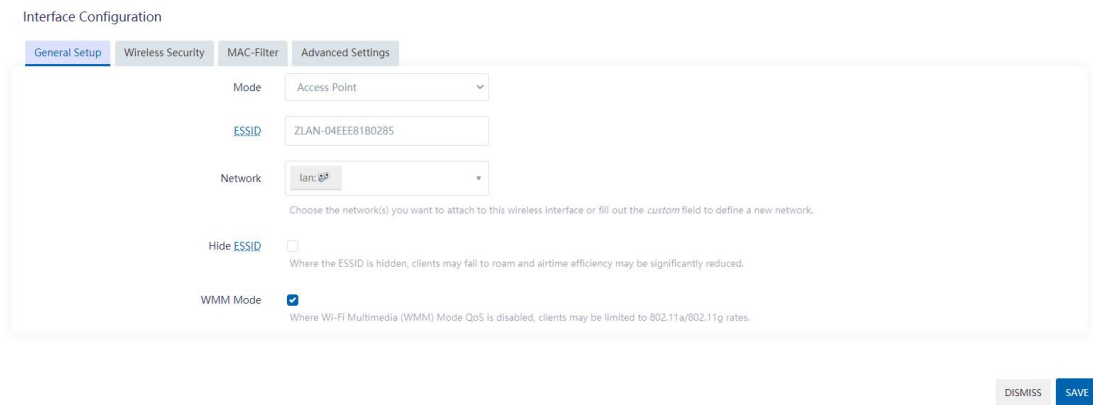 Interface Configuration
General Setup Wireless Security MAC-Filter Advanced Settings
Mode Access Point
ESSID ZLAN-04EEE81B0285
Network lan:
Choose the network(s) you want to attach to this wireless interface or fill out the custom field to define a new network.
Hide ESSID
Where the ESSID is hidden, clients may fail to roam and airtime efficiency may be significantly reduced.
WMM Mode
Where Wi-Fi Multimedia (WMM) Mode QoS is disabled, clients may be limited to 802.11a/802.11g rates.
DISMISS SAVE